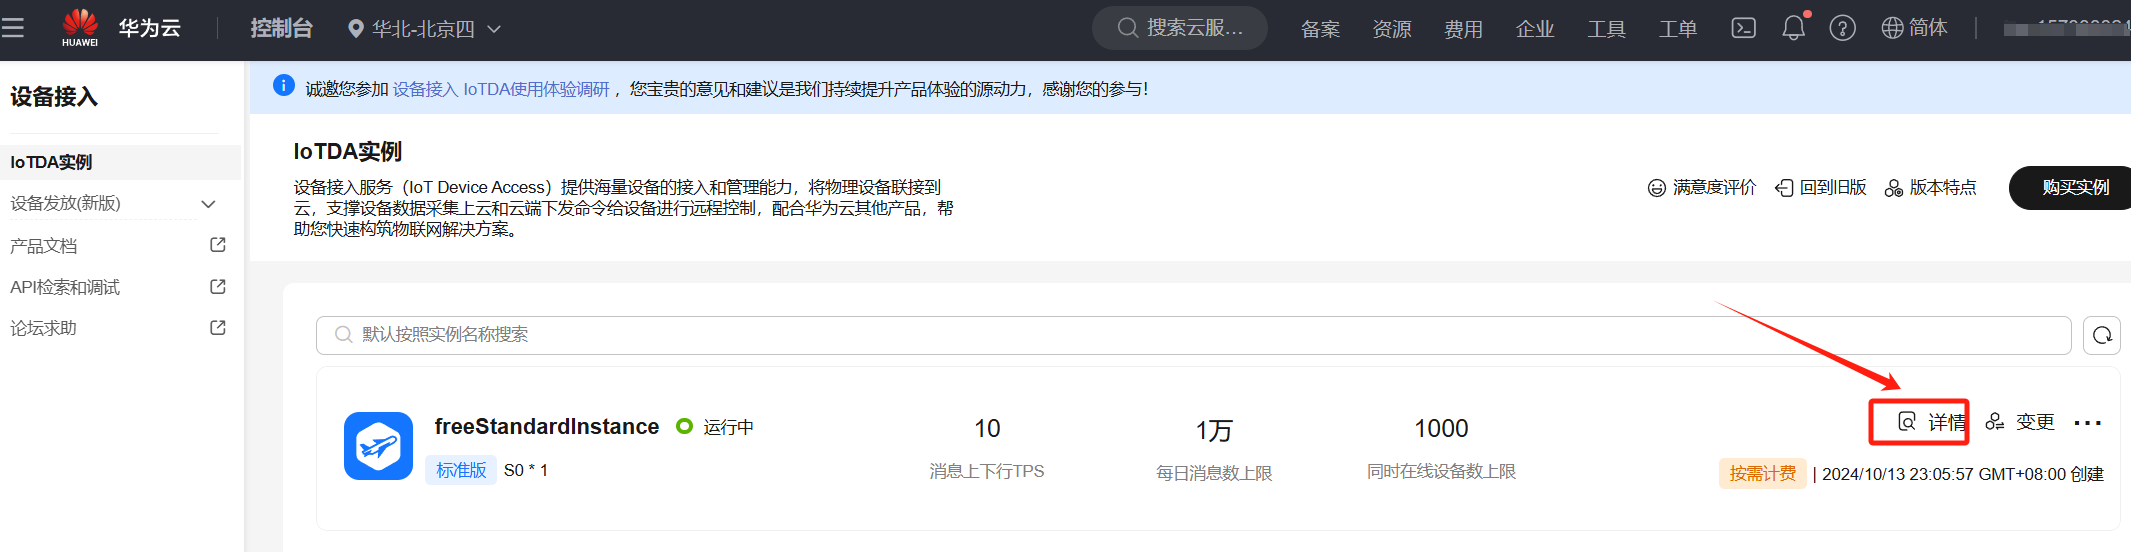 HUAWEI
华为云
控制台
华北-北京四
搜索云服...
备案
资源
费用
企业
工具
工单
简体
设备接入
诚邀您参加 设备接入 IoTDA使用体验调研 ，您宝贵的意见和建议是我们持续提升产品体验的源动力，感谢您的参与！
IoTDA实例
设备发放(新版)
产品文档
API检索和调试
论坛求助
IoTDA实例
设备接入服务（IoT Device Access）提供海量设备的接入和管理能力，将物理设备联接到
云，支撑设备数据采集上云和云端下发命令给设备进行远程控制，配合华为云其他产品，帮
助您快速构筑物联网解决方案。
满意度评价
回到旧版
版本特点
购买实例
默认按照实例名称搜索
freeStandardInstance
运行中
标准版
S0 * 1
10
消息上下行TPS
1万
每日消息数上限
1000
同时在线设备数上限
详情
变更
按需计费 | 2024/10/13 23:05:57 GMT+08:00 创建